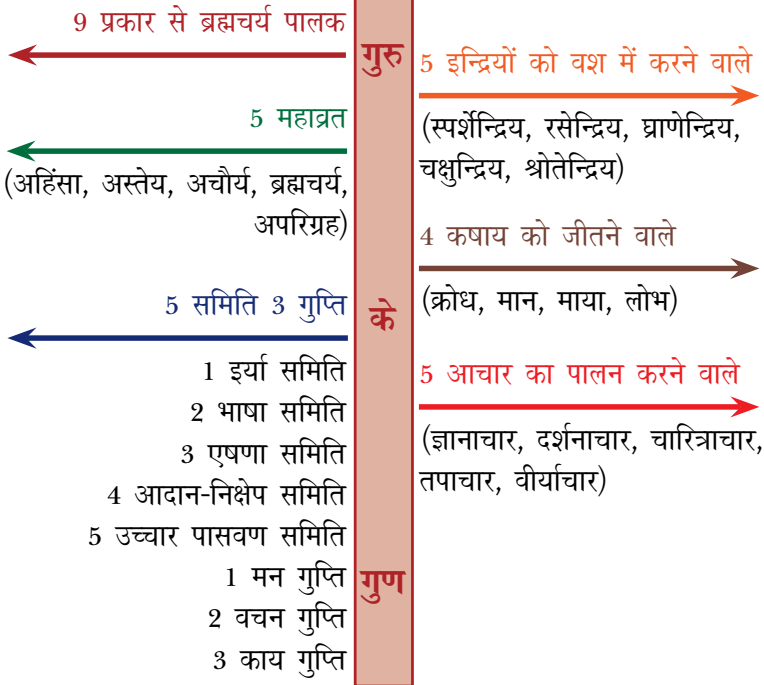 9 प्रकार से ब्रह्मचर्य पालक
5 महाव्रत
(अहिंसा, अस्तेय, अचौर्य, ब्रह्मचर्य,
अपरिग्रह)
5 समिति 3 गुप्ति
1 इर्या समिति
2 भाषा समिति
3 एषणा समिति
4 आदान-निक्षेप समिति
5 उच्चार पासवण समिति
1 मन गुप्ति
2 वचन गुप्ति
3 काय गुप्ति
गुरु
के
गुण
5 इन्द्रियों को वश में करने वाले
(स्पर्शेन्द्रिय, रसेन्द्रिय, घ्राणेन्द्रिय,
चक्षुन्द्रिय, श्रोतेन्द्रिय)
4 कषाय को जीतने वाले
(क्रोध, मान, माया, लोभ)
5 आचार का पालन करने वाले
(ज्ञानाचार, दर्शनाचार, चारित्राचार,
तपाचार, वीर्याचार)